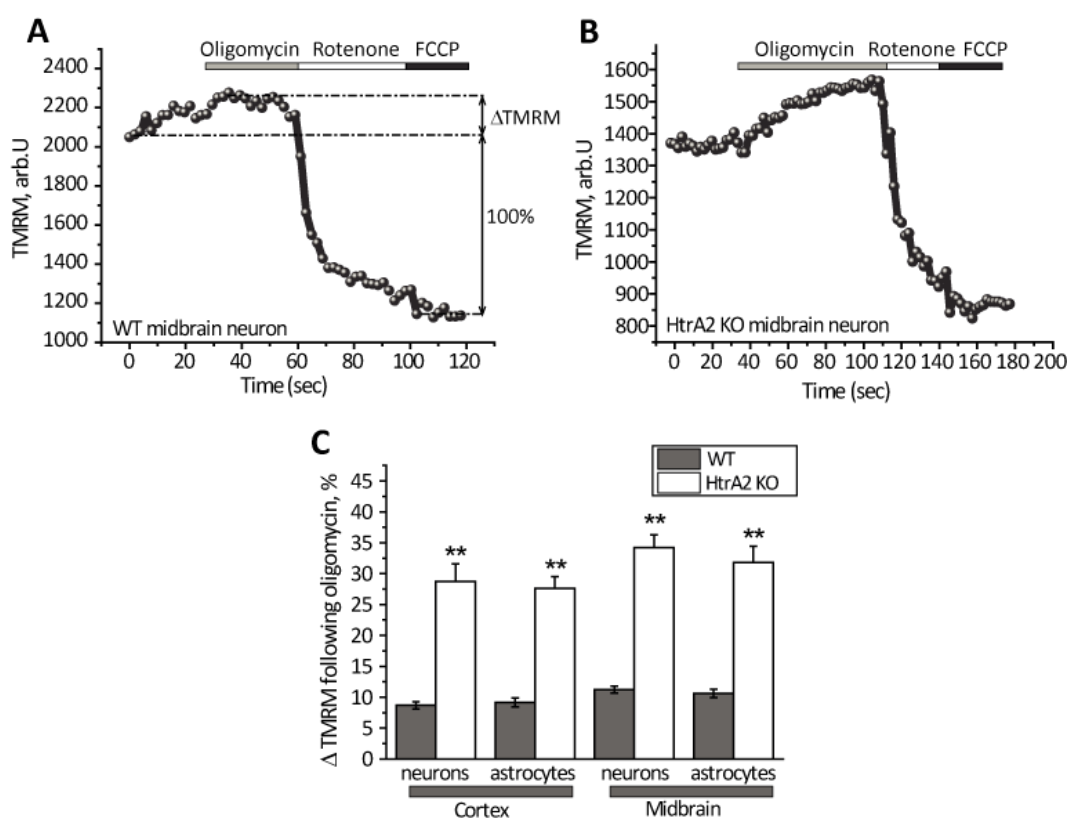 A
Oligomycin Rotenone FCCP
2400
2200
2000
1800
1600
1400
1200
1000
TMRM, arb.U
ΔTMRM
100%
WT midbrain neuron
0 20 40 60 80 100 120
Time (sec)
B
Oligomycin Rotenone FCCP
1600
1500
1400
1300
1200
1100
1000
900
800
TMRM, arb.U
HtrA2 KO midbrain neuron
0 20 40 60 80 100 120 140 160 180 200
Time (sec)
C
WT
HtrA2 KO
45
40
35
30
25
20
15
10
5
0
Δ TMRM following oligomycin, %
** ** ** **
neurons astrocytes neurons astrocytes
Cortex Midbrain